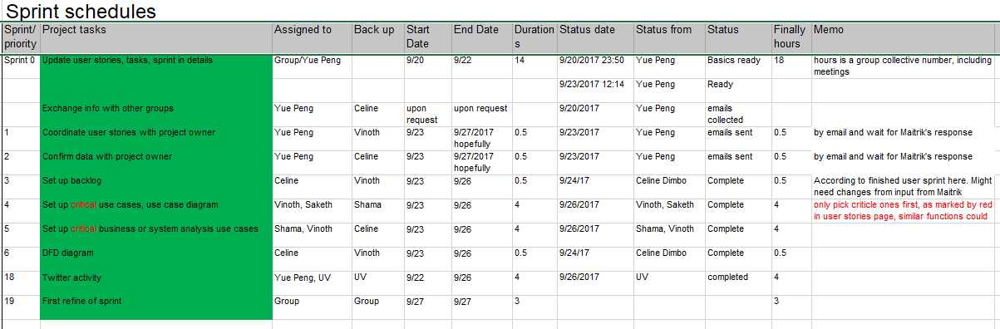 Sprint schedules
Sprint/ priority Project tasks Assigned to Back up Start Date End Date Durations Status date Status from Status Finally hours Memo
Sprint 0 Update user stories, tasks, sprint in details Group/Yue Peng 9/20 9/22 14 9/20/2017 23:50 Yue Peng Basics ready 18 hours is a group collective number, including meetings
9/23/2017 12:14 Yue Peng Ready
Exchange info with other groups Yue Peng Celine upon request upon request 9/20/2017 Yue Peng emails collected
1 Coordinate user stories with project owner Yue Peng Vinoth 9/23 9/27/2017 hopefully 0.5 9/23/2017 Yue Peng emails sent 0.5 by email and wait for Maitrik's response
2 Confirm data with project owner Yue Peng Celine 9/23 9/27/2017 hopefully 0.5 9/23/2017 Yue Peng emails sent 0.5 by email and wait for Maitrik's response
3 Set up backlog Celine Vinoth 9/23 9/26 0.5 9/24/17 Celine Dimbo Complete 0.5 According to finished user sprint here. Might need changes from input from Maitrik
4 Set up critical use cases, use case diagram Vinoth, Saketh Shama 9/23 9/26 4 9/26/2017 Vinoth, Saketh Complete 4 only pick criticle ones first, as marked by red in user stories page, similar functions could
5 Set up critical business or system analysis use cases Shama, Vinoth Celine 9/23 9/26 4 9/26/2017 Shama, Vinoth Complete 4
6 DFD diagram Celine Vinoth 9/23 9/26 0.5 9/24/17 Celine Dimbo Complete 0.5
18 Twitter activity Yue Peng, UV UV 9/22 9/26 4 9/26/2017 UV completed 4
19 First refine of sprint Group Group 9/27 9/27 3 3